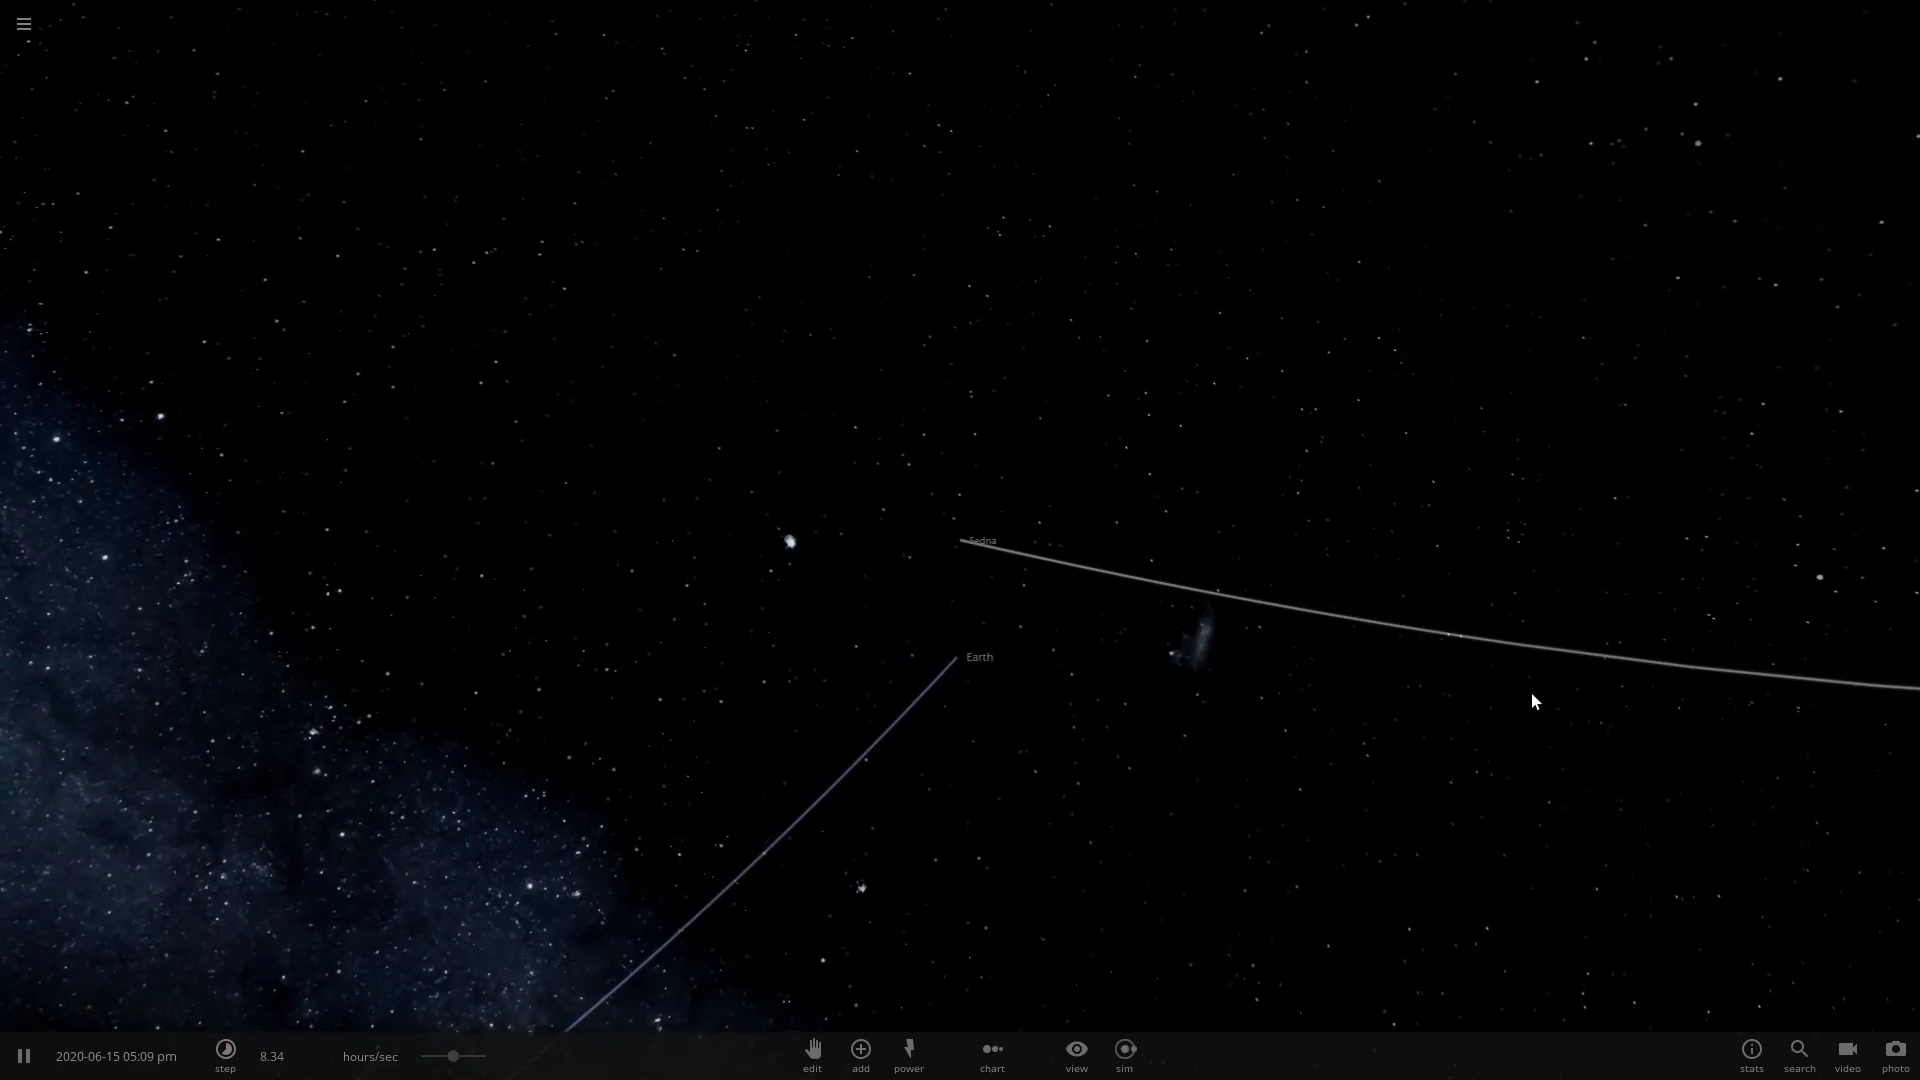 Sedna
Earth
2020-06-15 05:09 pm
step
8.34
hours/sec
edit
add
power
chart
view
sim
stats
search
video
photo